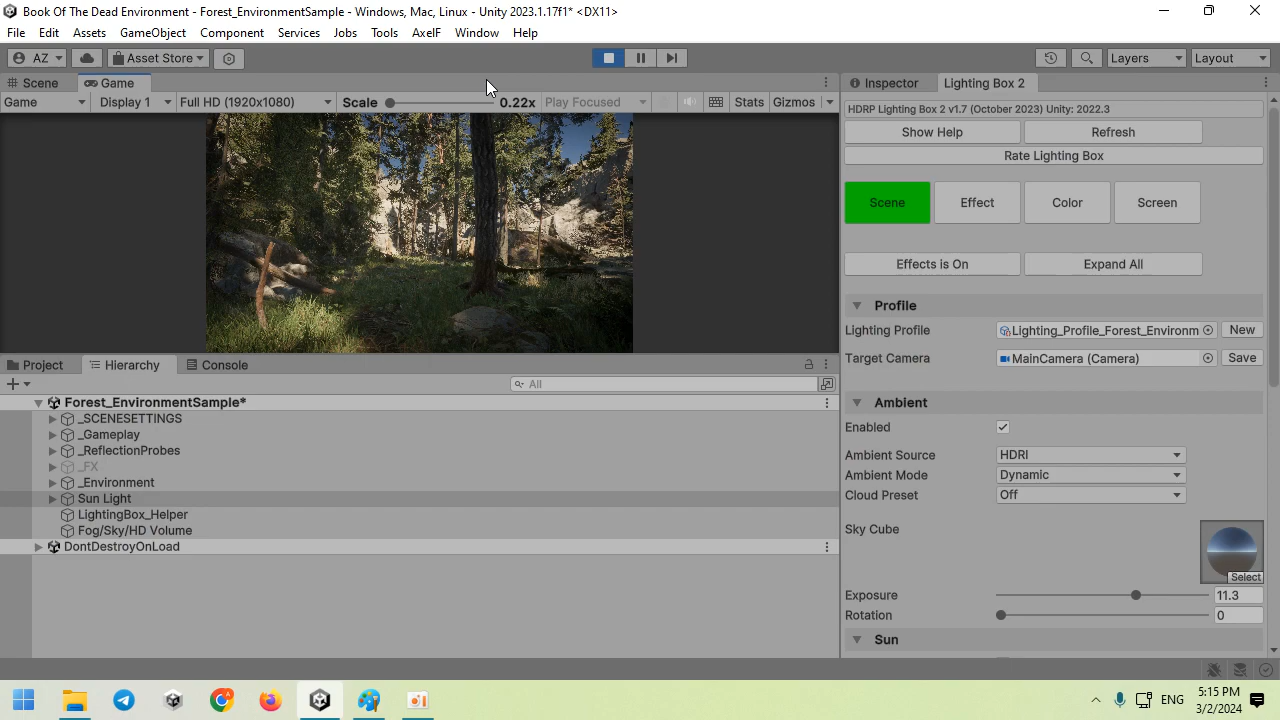 Book Of The Dead Environment - Forest_EnvironmentSample - Windows, Mac, Linux - Unity 2023.1.17f1* <DX11>
File Edit Assets GameObject Component Services Jobs Tools AxelF Window Help
AZ Asset Store Layers Layout
Scene Game Inspector Lighting Box 2
Game Display 1 Full HD (1920x1080) Scale 0.22x Play Focused Stats Gizmos
HDRP Lighting Box 2 v1.7 (October 2023) Unity: 2022.3
Show Help Refresh
Rate Lighting Box
Scene Effect Color Screen
Effects is On Expand All
Profile
Lighting Profile Lighting_Profile_Forest_Environm New
Target Camera MainCamera (Camera) Save
Project Hierarchy Console
All
Forest_EnvironmentSample*
_SCENESETTINGS
_Gameplay
_ReflectionProbes
_FX
_Environment
Sun Light
LightingBox_Helper
Fog/Sky/HD Volume
DontDestroyOnLoad
Ambient
Enabled
Ambient Source HDRI
Ambient Mode Dynamic
Cloud Preset Off
Sky Cube
Select
Exposure 11.3
Rotation 0
Sun
ENG 5:15 PM
3/2/2024